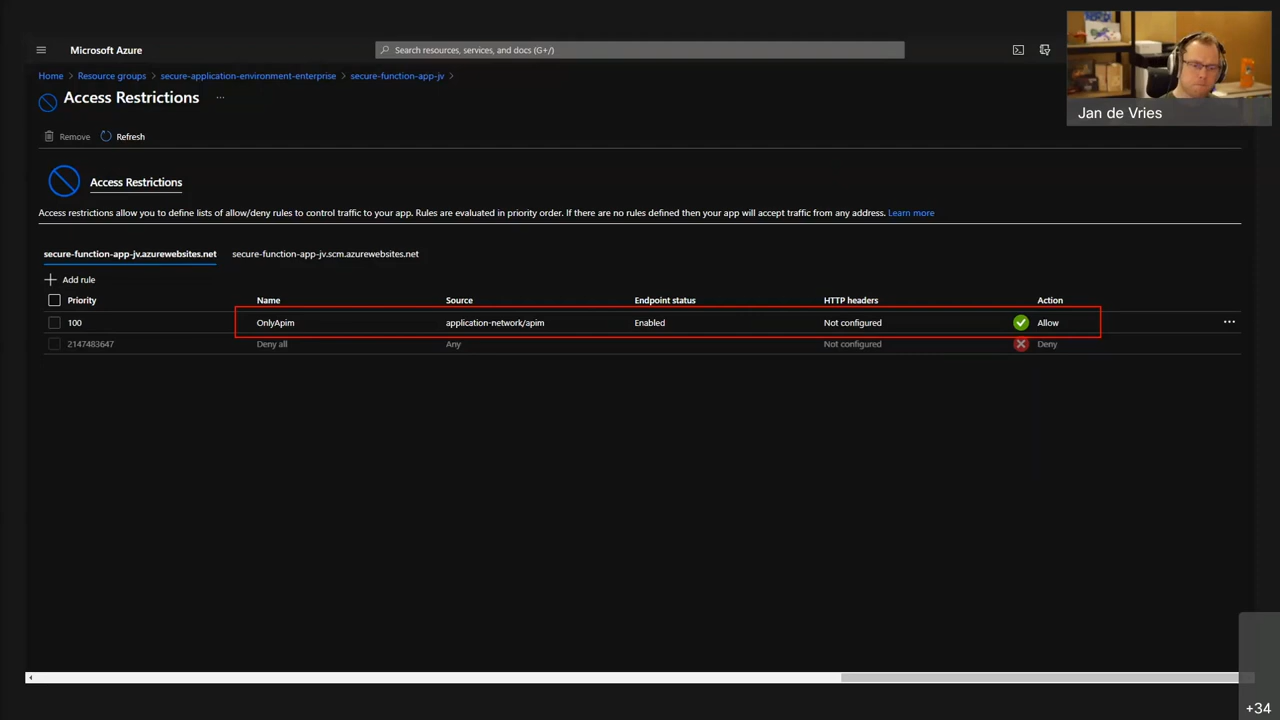 Microsoft Azure
Search resources, services, and docs (G+/)
Home > Resource groups > secure-application-environment-enterprise > secure-function-app-jv >
Access Restrictions ...
Jan de Vries
Remove Refresh
Access Restrictions
Access restrictions allow you to define lists of allow/deny rules to control traffic to your app. Rules are evaluated in priority order. If there are no rules defined then your app will accept traffic from any address. Learn more
secure-function-app-jv.azurewebsites.net secure-function-app-jv.scm.azurewebsites.net
+ Add rule
Priority Name Source Endpoint status HTTP headers Action
100 OnlyApim application-network/apim Enabled Not configured Allow ...
2147483647 Deny all Any Not configured Deny
+34